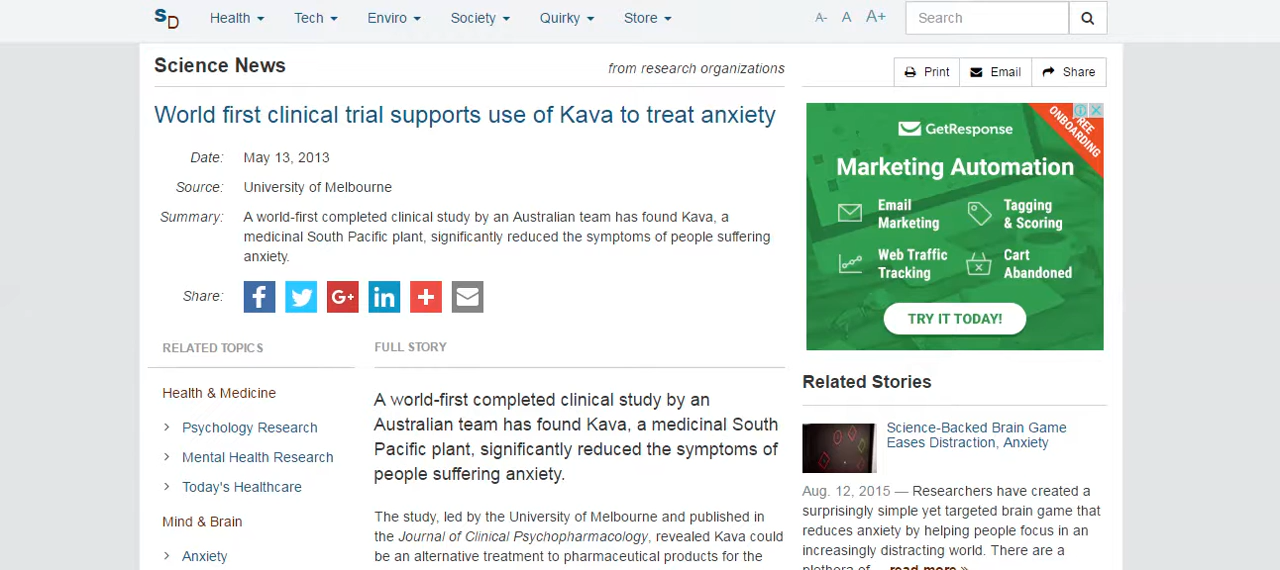 SD
Health
Tech
Enviro
Society
Quirky
Store
A- A A+
Search
Science News
from research organizations
Print
Email
Share
World first clinical trial supports use of Kava to treat anxiety
Date: May 13, 2013
Source: University of Melbourne
Summary: A world-first completed clinical study by an Australian team has found Kava, a
medicinal South Pacific plant, significantly reduced the symptoms of people suffering
anxiety.
Share:
RELATED TOPICS
Health & Medicine
Psychology Research
Mental Health Research
Today's Healthcare
Mind & Brain
Anxiety
FULL STORY
A world-first completed clinical study by an
Australian team has found Kava, a medicinal South
Pacific plant, significantly reduced the symptoms of
people suffering anxiety.
The study, led by the University of Melbourne and published in
the Journal of Clinical Psychopharmacology, revealed Kava could
be an alternative treatment to pharmaceutical products for the
GetResponse
FREE
ONBOARDING
Marketing Automation
Email
Marketing
Tagging
& Scoring
Web Traffic
Tracking
Cart
Abandoned
TRY IT TODAY!
Related Stories
Science-Backed Brain Game
Eases Distraction, Anxiety
Aug. 12, 2015 — Researchers have created a
surprisingly simple yet targeted brain game that
reduces anxiety by helping people focus in an
increasingly distracting world. There are a
plethora of ... read more »